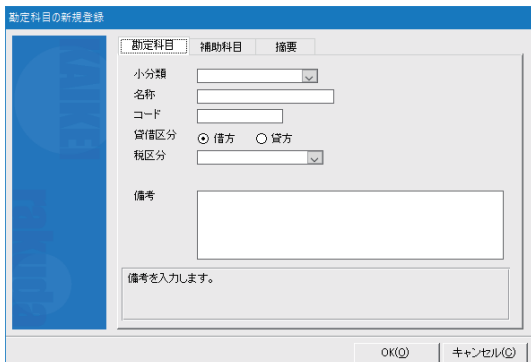 勘定科目の新規登録
KAIKEI
rakuda
勘定科目 補助科目 摘要
小分類
名称
コード
貸借区分 借方 貸方
税区分
備考
備考を入力します。
OK(O) キャンセル(C)